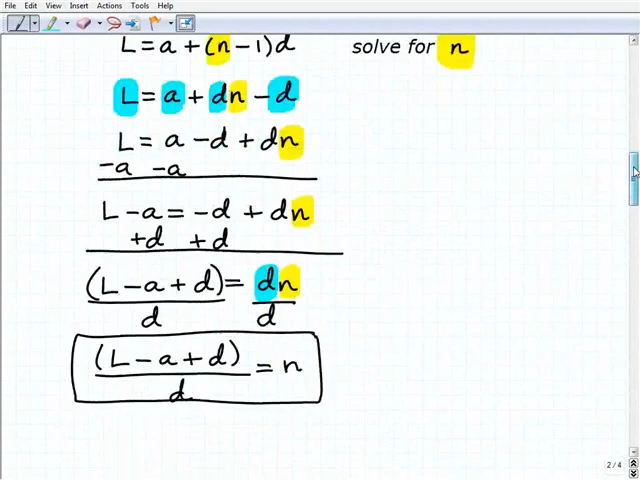 File Edit View Insert Actions Tools Help
L = a + (n - 1)d solve for n
L = a + dn - d
L = a - d + dn
-a -a
L - a = -d + dn
+d +d
(L - a + d) = dn
d d
(L - a + d) = n
d
2 / 4